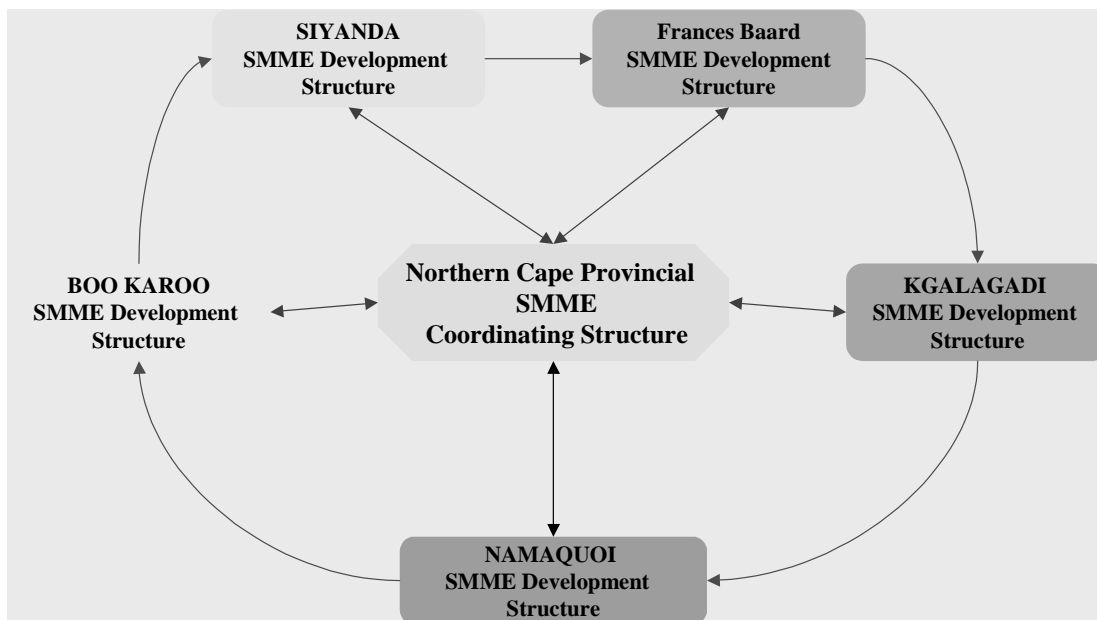 SIYANDA
SMME Development
Structure
Frances Baard
SMME Development
Structure
BOO KAROO
SMME Development
Structure
Northern Cape Provincial
SMME
Coordinating Structure
KGALAGADI
SMME Development
Structure
NAMAQUOI
SMME Development
Structure